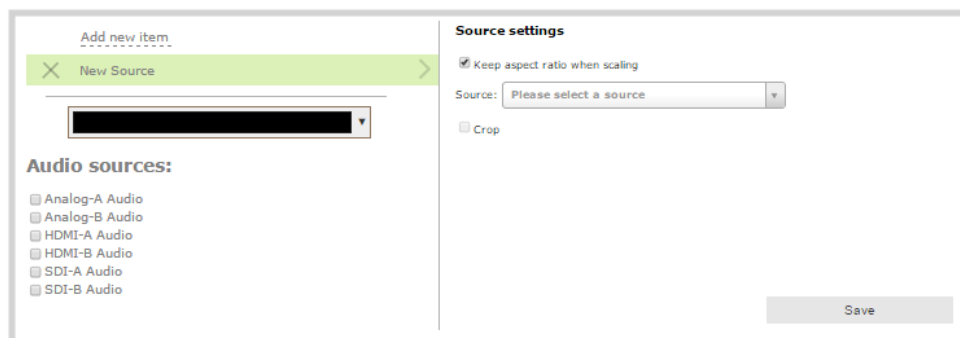 Add new item
New Source
Audio sources:
Analog-A Audio
Analog-B Audio
HDMI-A Audio
HDMI-B Audio
SDI-A Audio
SDI-B Audio
Source settings
Keep aspect ratio when scaling
Source: Please select a source
Crop
Save